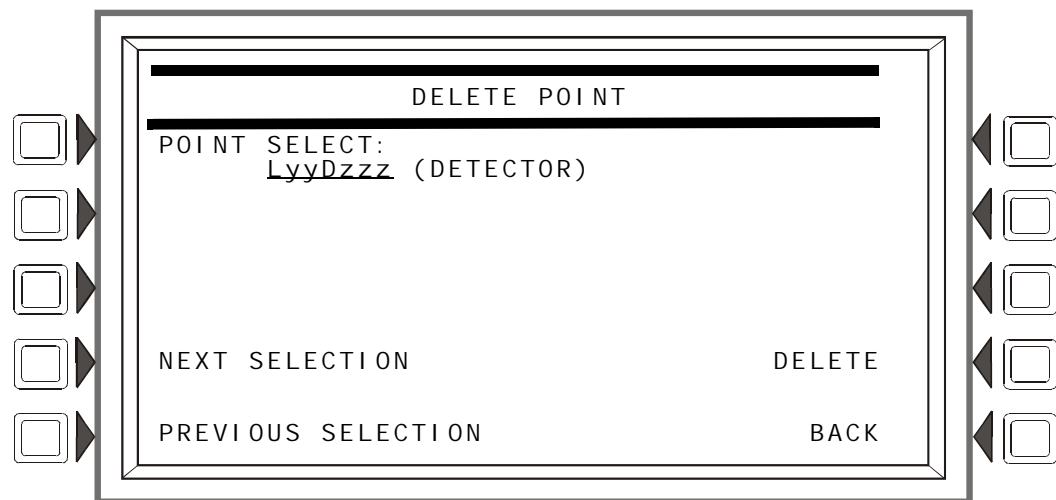 DELETE POINT
POINT SELECT:
LyyDzzz (DETECTOR)
NEXT SELECTION DELETE
PREVIOUS SELECTION BACK